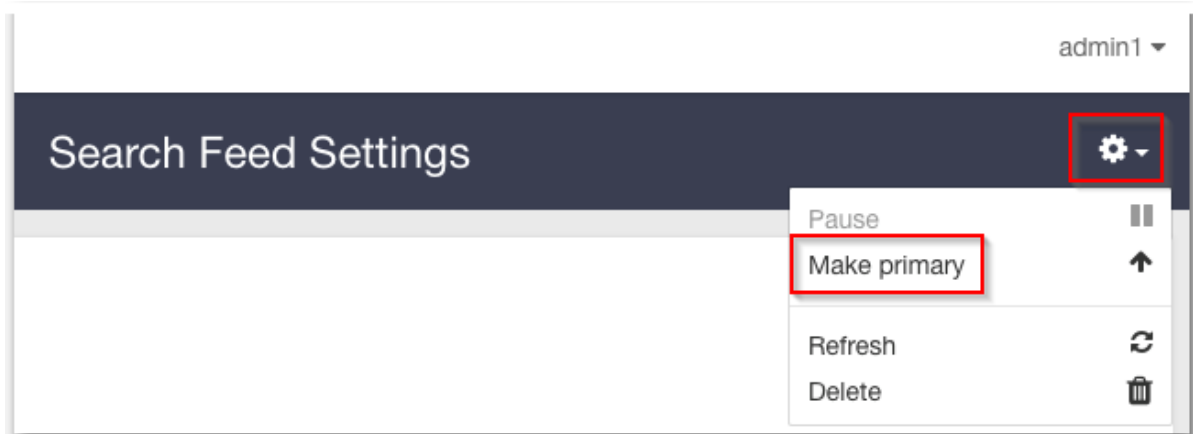 admin1
Search Feed Settings
Pause
Make primary
Refresh
Delete